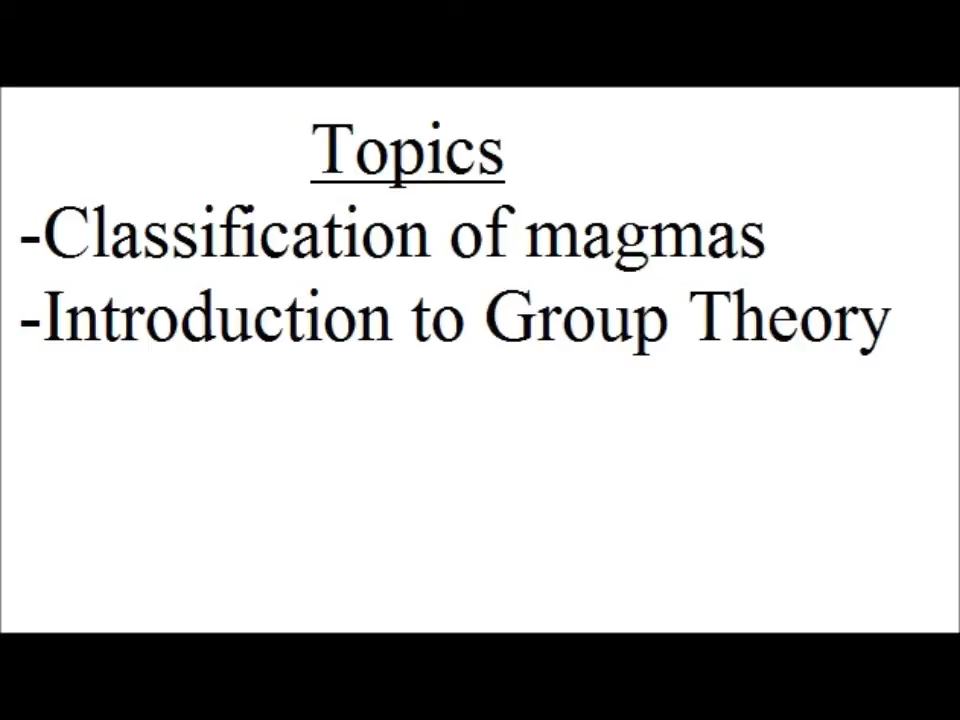 Topics
-Classification of magmas
-Introduction to Group Theory